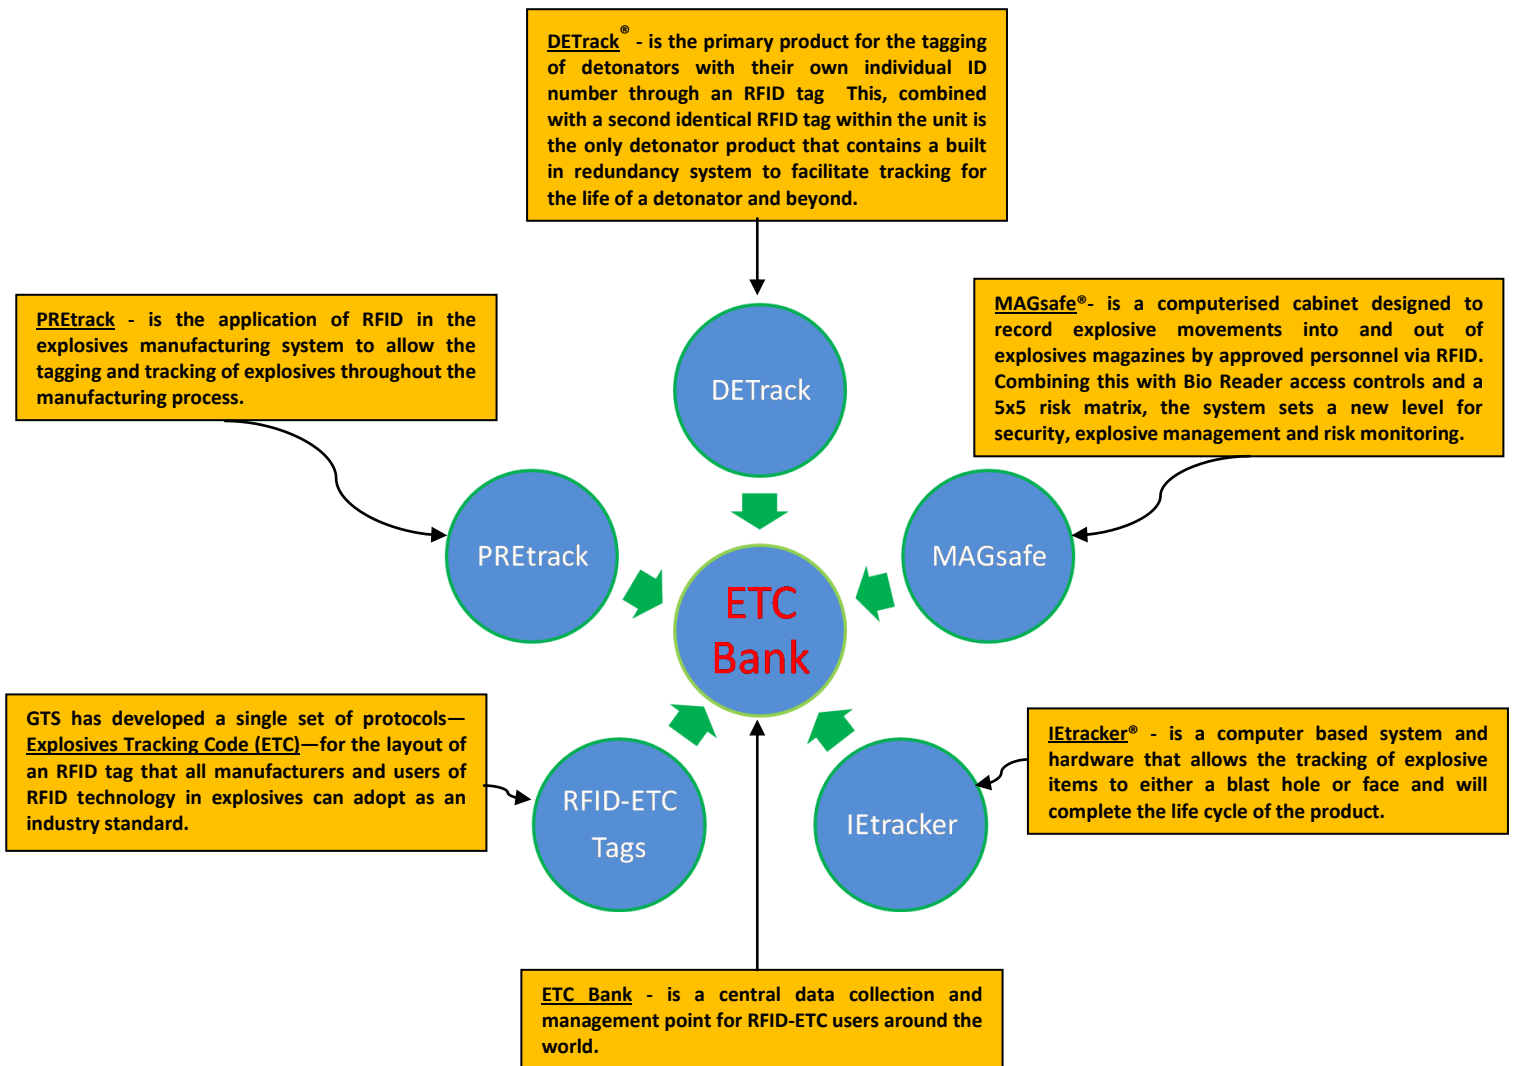 DETrack® - is the primary product for the tagging
of detonators with their own individual ID
number through an RFID tag This, combined
with a second identical RFID tag within the unit is
the only detonator product that contains a built
in redundancy system to facilitate tracking for
the life of a detonator and beyond.
PREtrack - is the application of RFID in the
explosives manufacturing system to allow the
tagging and tracking of explosives throughout the
manufacturing process.
MAGsafe®- is a computerised cabinet designed to
record explosive movements into and out of
explosives magazines by approved personnel via RFID.
Combining this with Bio Reader access controls and a
5x5 risk matrix, the system sets a new level for
security, explosive management and risk monitoring.
DETrack
PREtrack
MAGsafe
ETC
Bank
GTS has developed a single set of protocols—
Explosives Tracking Code (ETC)—for the layout of
an RFID tag that all manufacturers and users of
RFID technology in explosives can adopt as an
industry standard.
RFID-ETC
Tags
IEtracker
IEtracker® - is a computer based system and
hardware that allows the tracking of explosive
items to either a blast hole or face and will
complete the life cycle of the product.
ETC Bank - is a central data collection and
management point for RFID-ETC users around the
world.